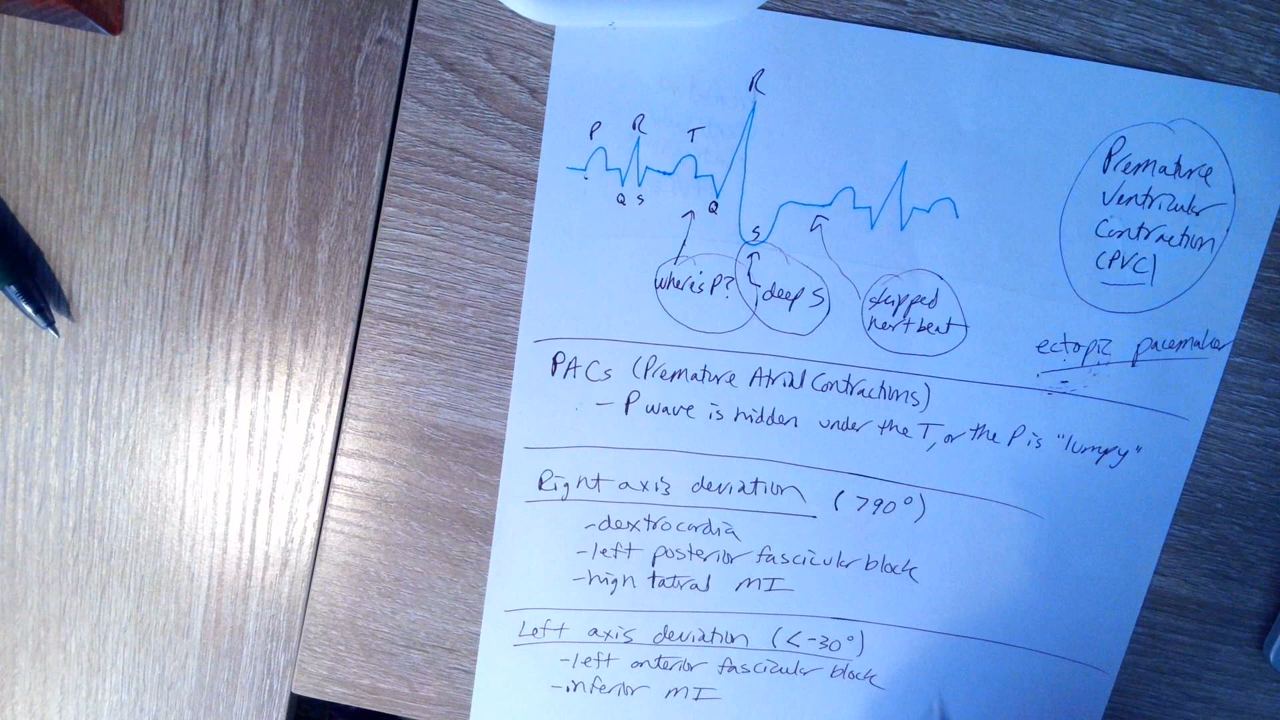 R
P R T
Q S Q
S
where's P?
deep S
skipped
heartbeat
Premature
Ventricular
Contraction
(PVC)
ectopic pacemaker
PACs (Premature Atrial Contractions)
- P wave is hidden under the T, or the P is "lumpy"
Right axis deviation (>90°)
- dextrocardia
- left posterior fascicular block
- high lateral MI
Left axis deviation (<-30°)
- left anterior fascicular block
- inferior MI